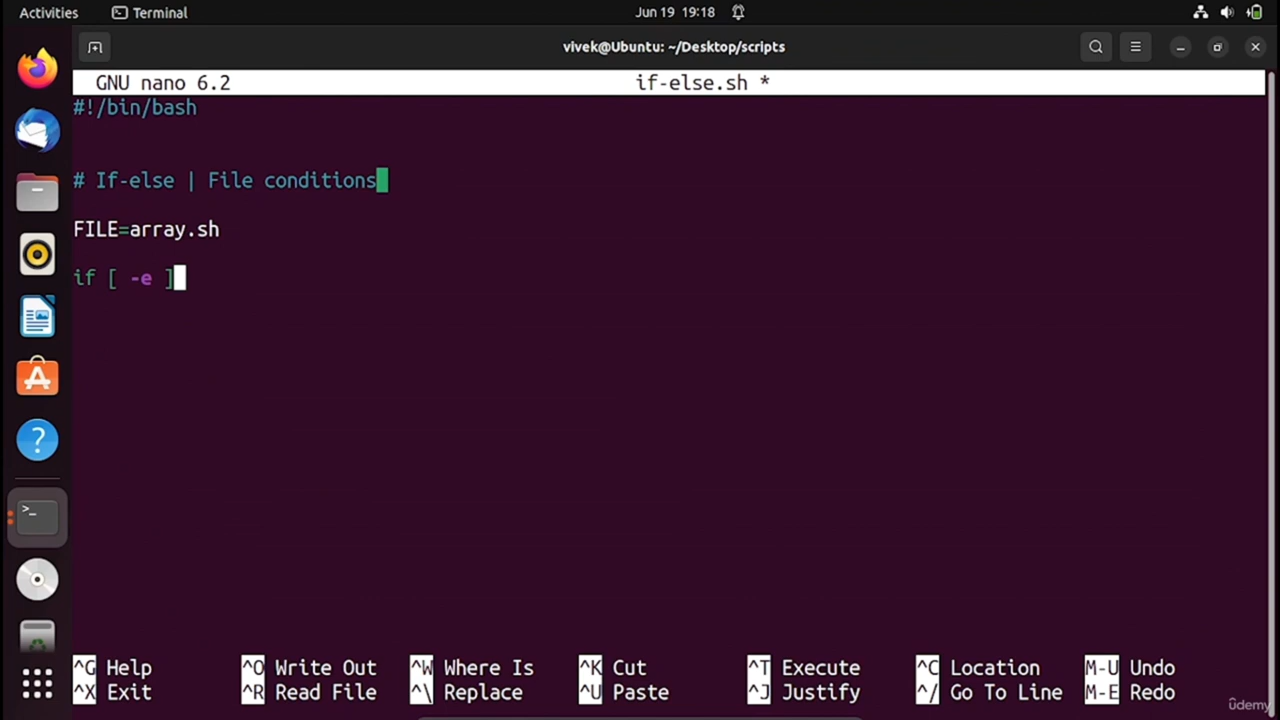 Activities Terminal Jun 19 19:18
vivek@Ubuntu: ~/Desktop/scripts
GNU nano 6.2 if-else.sh *
#!/bin/bash
# If-else | File conditions
FILE=array.sh
if [ -e ]
^G Help ^O Write Out ^W Where Is ^K Cut ^T Execute ^C Location M-U Undo
^X Exit ^R Read File ^\ Replace ^U Paste ^J Justify ^/ Go To Line M-E Redo
udemy